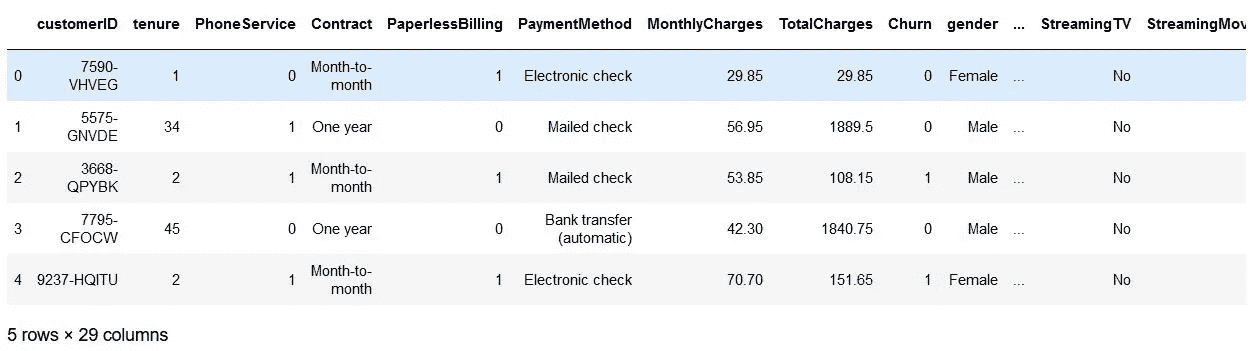 customerID tenure PhoneService Contract PaperlessBilling PaymentMethod MonthlyCharges TotalCharges Churn gender ... StreamingTV StreamingMov
0 7590-VHVEG 1 0 Month-to-month 1 Electronic check 29.85 29.85 0 Female ... No
1 5575-GNVDE 34 1 One year 0 Mailed check 56.95 1889.5 0 Male ... No
2 3668-QPYBK 2 1 Month-to-month 1 Mailed check 53.85 108.15 1 Male ... No
3 7795-CFOCW 45 0 One year 0 Bank transfer (automatic) 42.30 1840.75 0 Male ... No
4 9237-HQITU 2 1 Month-to-month 1 Electronic check 70.70 151.65 1 Female ... No
5 rows × 29 columns